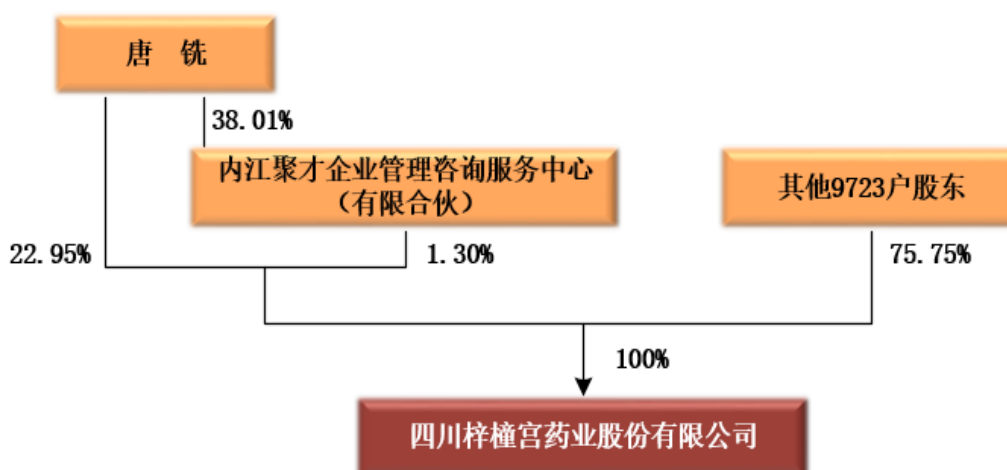 唐 铣
38.01%
内江聚才企业管理咨询服务中心
（有限合伙）
其他9723户股东
22.95%
1.30%
75.75%
100%
四川梓橦宫药业股份有限公司